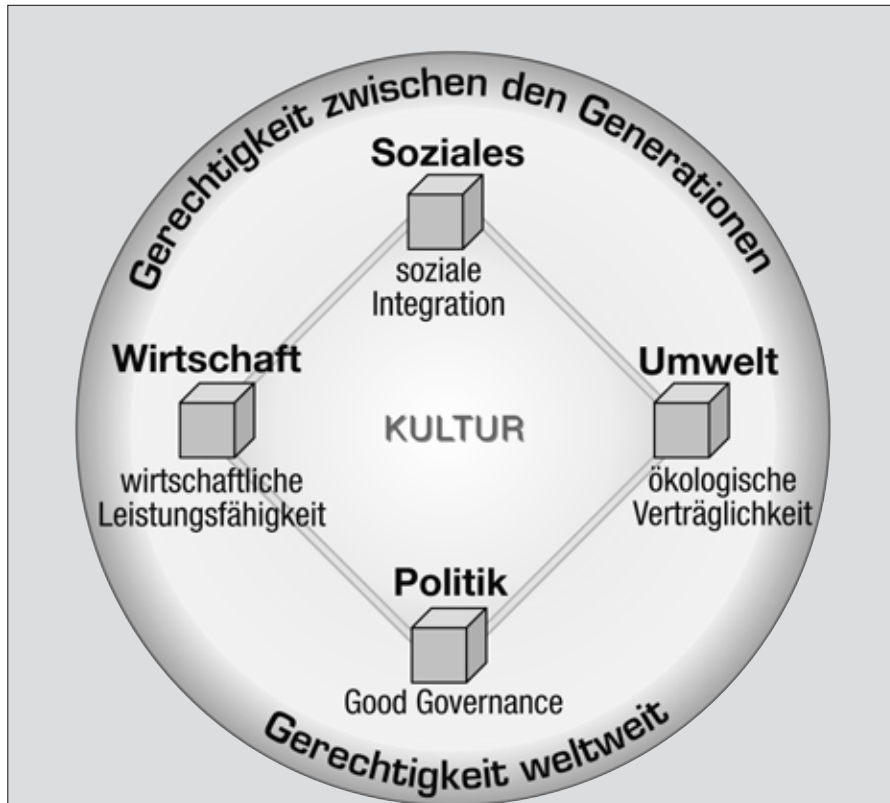 Gerechtigkeit zwischen den Generationen
Soziales
soziale
Integration
Wirtschaft
wirtschaftliche
Leistungsfähigkeit
KULTUR
Umwelt
ökologische
Verträglichkeit
Politik
Good Governance
Gerechtigkeit weltweit